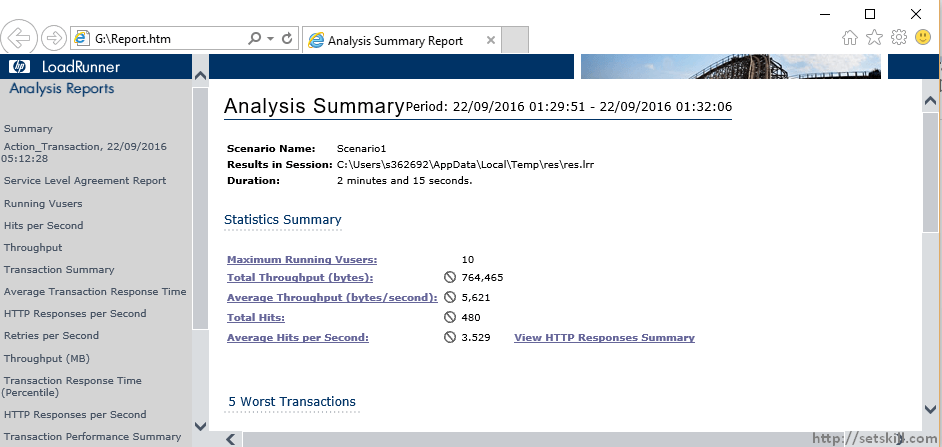 G:\Report.htm
Analysis Summary Report
hp LoadRunner
Analysis Reports
Summary
Action_Transaction, 22/09/2016
05:12:28
Service Level Agreement Report
Running Vusers
Hits per Second
Throughput
Transaction Summary
Average Transaction Response Time
HTTP Responses per Second
Retries per Second
Throughput (MB)
Transaction Response Time
(Percentile)
HTTP Responses per Second
Transaction Performance Summary
Analysis Summary Period: 22/09/2016 01:29:51 - 22/09/2016 01:32:06
Scenario Name: Scenario1
Results in Session: C:\Users\s362692\AppData\Local\Temp\res\res.lrr
Duration: 2 minutes and 15 seconds.
Statistics Summary
Maximum Running Vusers: 10
Total Throughput (bytes): 764,465
Average Throughput (bytes/second): 5,621
Total Hits: 480
Average Hits per Second: 3.529 View HTTP Responses Summary
5 Worst Transactions